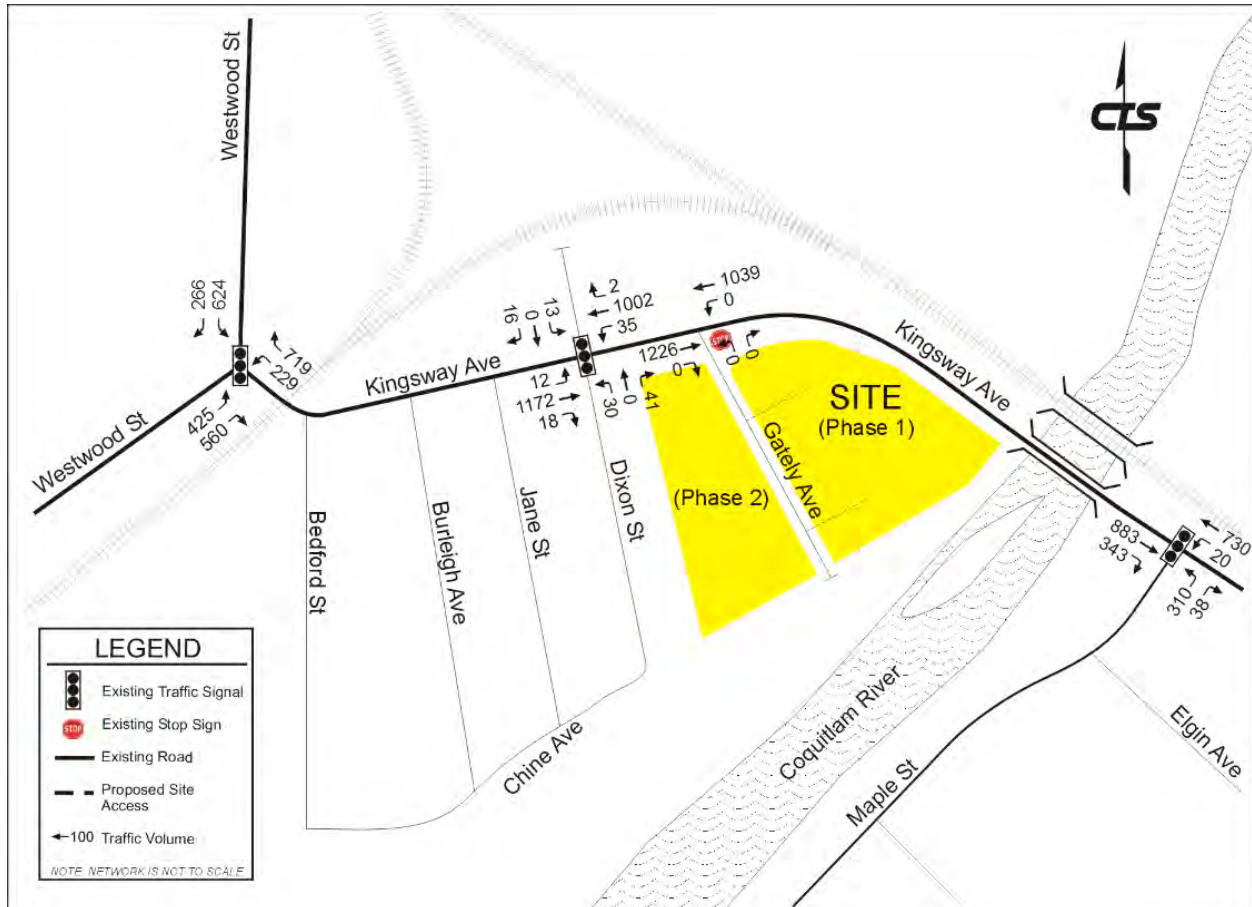 Westwood St
Westwood St
CTS
266
624
719
229
425
560
Kingsway Ave
16
0
13
2
1002
35
12
1172
18
30
0
41
1039
0
1226
0
0
0
Kingsway Ave
SITE
(Phase 1)
(Phase 2)
Gately Ave
STOP
Dixon St
Jane St
Burleigh Ave
Bedford St
Chine Ave
883
343
730
20
310
38
Coquitlam River
Maple St
Elgin Ave
LEGEND
Existing Traffic Signal
STOP
Existing Stop Sign
Existing Road
Proposed Site
Access
100 Traffic Volume
NOTE: NETWORK IS NOT TO SCALE